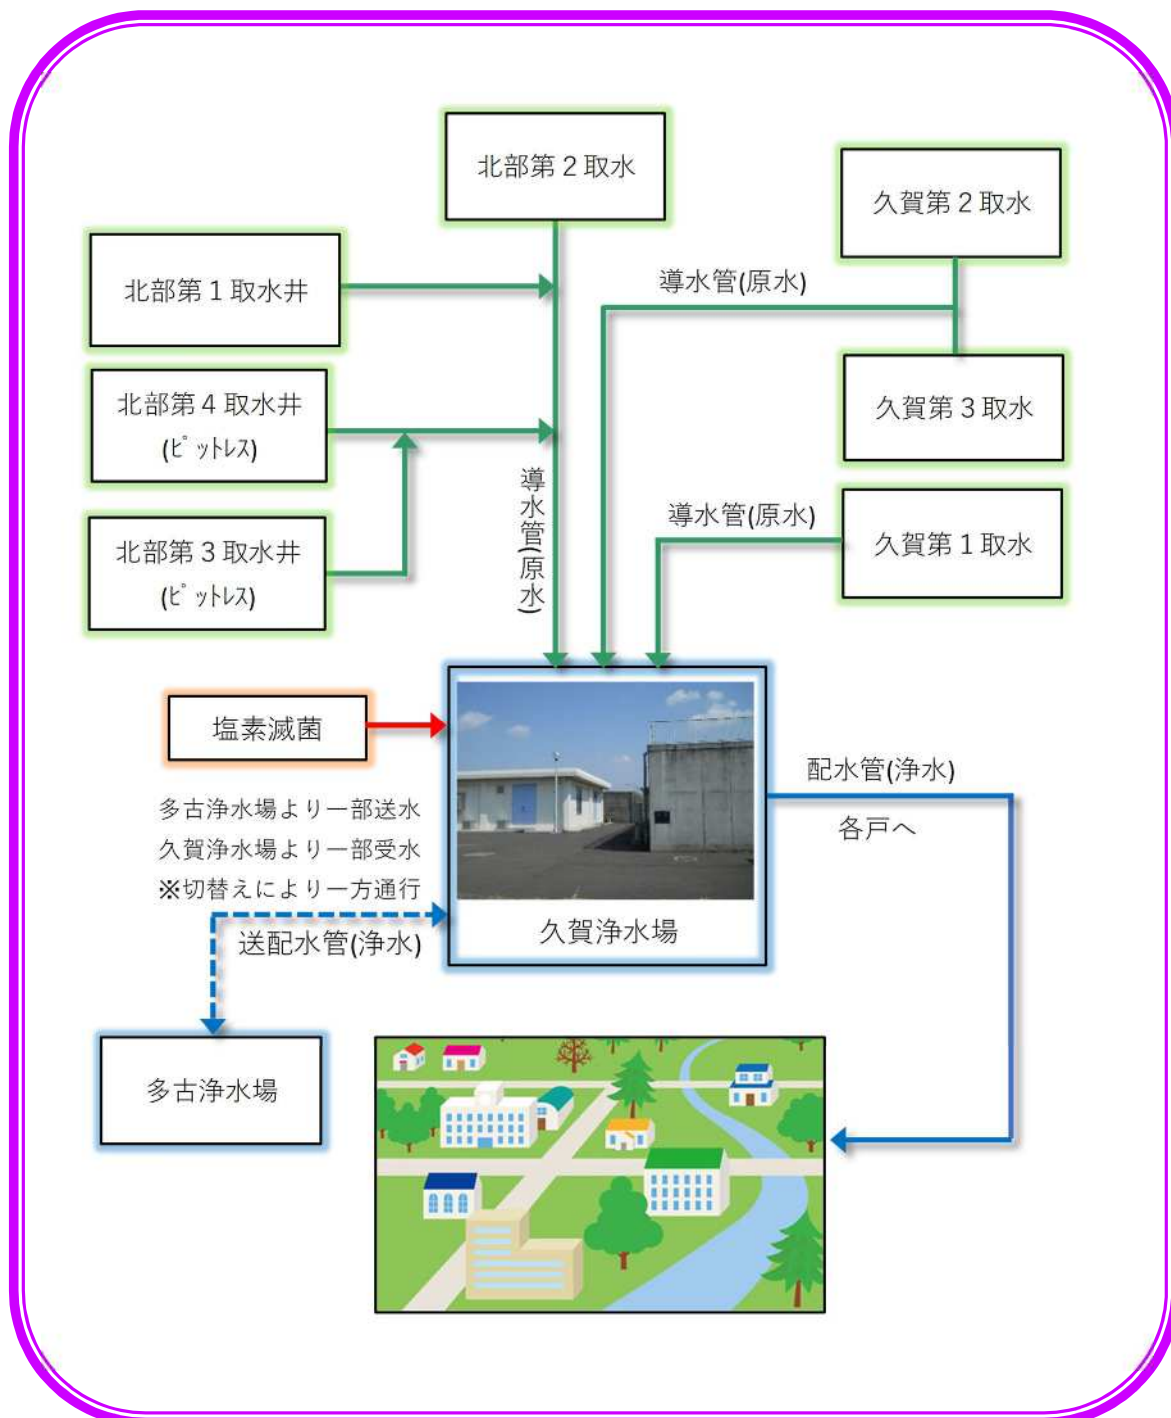 北部第２取水
久賀第２取水
北部第１取水井
導水管(原水)
北部第４取水井
(ﾋﾟｯﾄﾚｽ)
久賀第３取水
導水管(原水)
導水管(原水)
久賀第１取水
北部第３取水井
(ﾋﾟｯﾄﾚｽ)
塩素滅菌
配水管(浄水)
各戸へ
多古浄水場より一部送水
久賀浄水場より一部受水
※切替えにより一方通行
送配水管(浄水)
久賀浄水場
多古浄水場